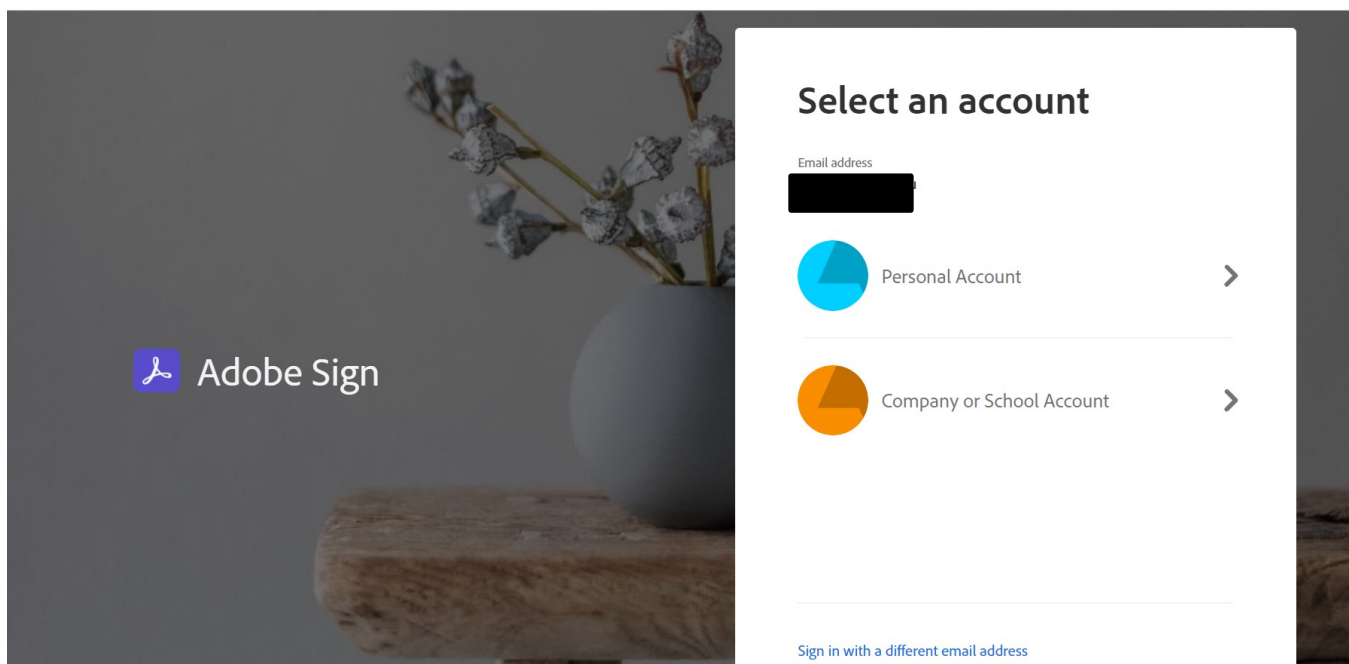 Select an account
Email address
Personal Account
Adobe Sign
Company or School Account
Sign in with a different email address